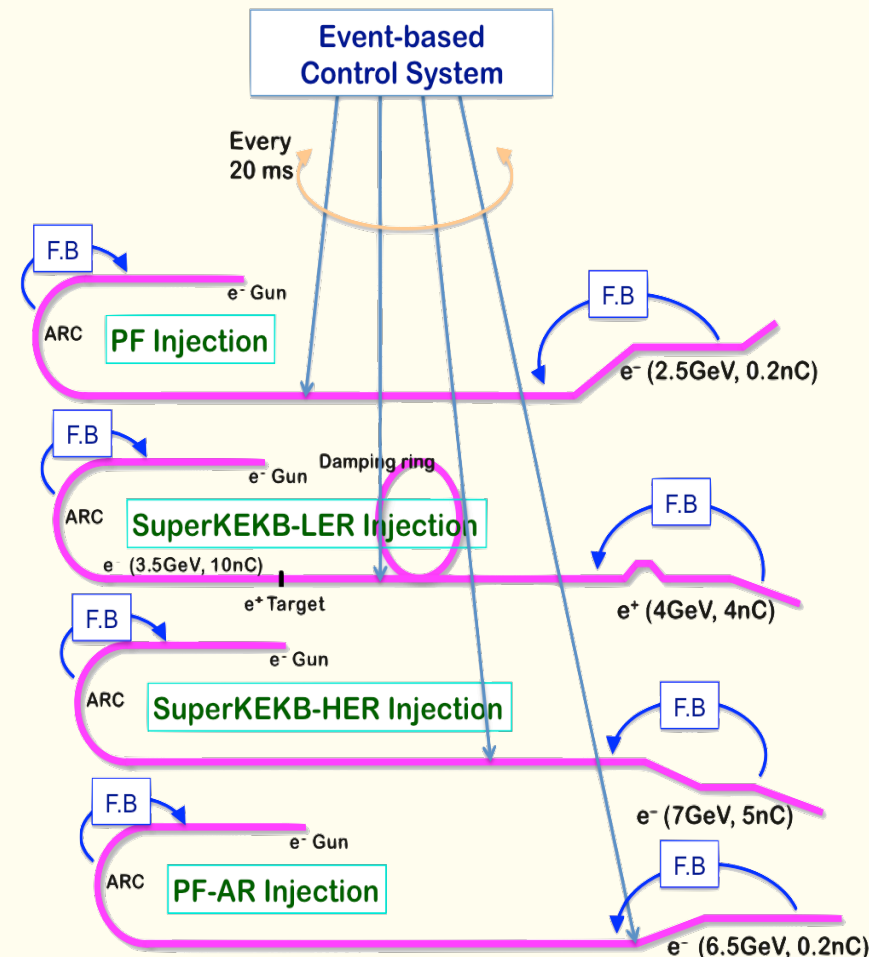 Event-based
Control System
Every
20 ms
F.B
e⁻ Gun
F.B
ARC
PF Injection
e⁻ (2.5GeV, 0.2nC)
F.B
Damping ring
e⁻ Gun
F.B
ARC
SuperKEKB-LER Injection
e⁻ (3.5GeV, 10nC)
e⁺ Target
e⁺ (4GeV, 4nC)
F.B
e⁻ Gun
F.B
ARC
SuperKEKB-HER Injection
e⁻ (7GeV, 5nC)
F.B
e⁻ Gun
F.B
ARC
PF-AR Injection
e⁻ (6.5GeV, 0.2nC)